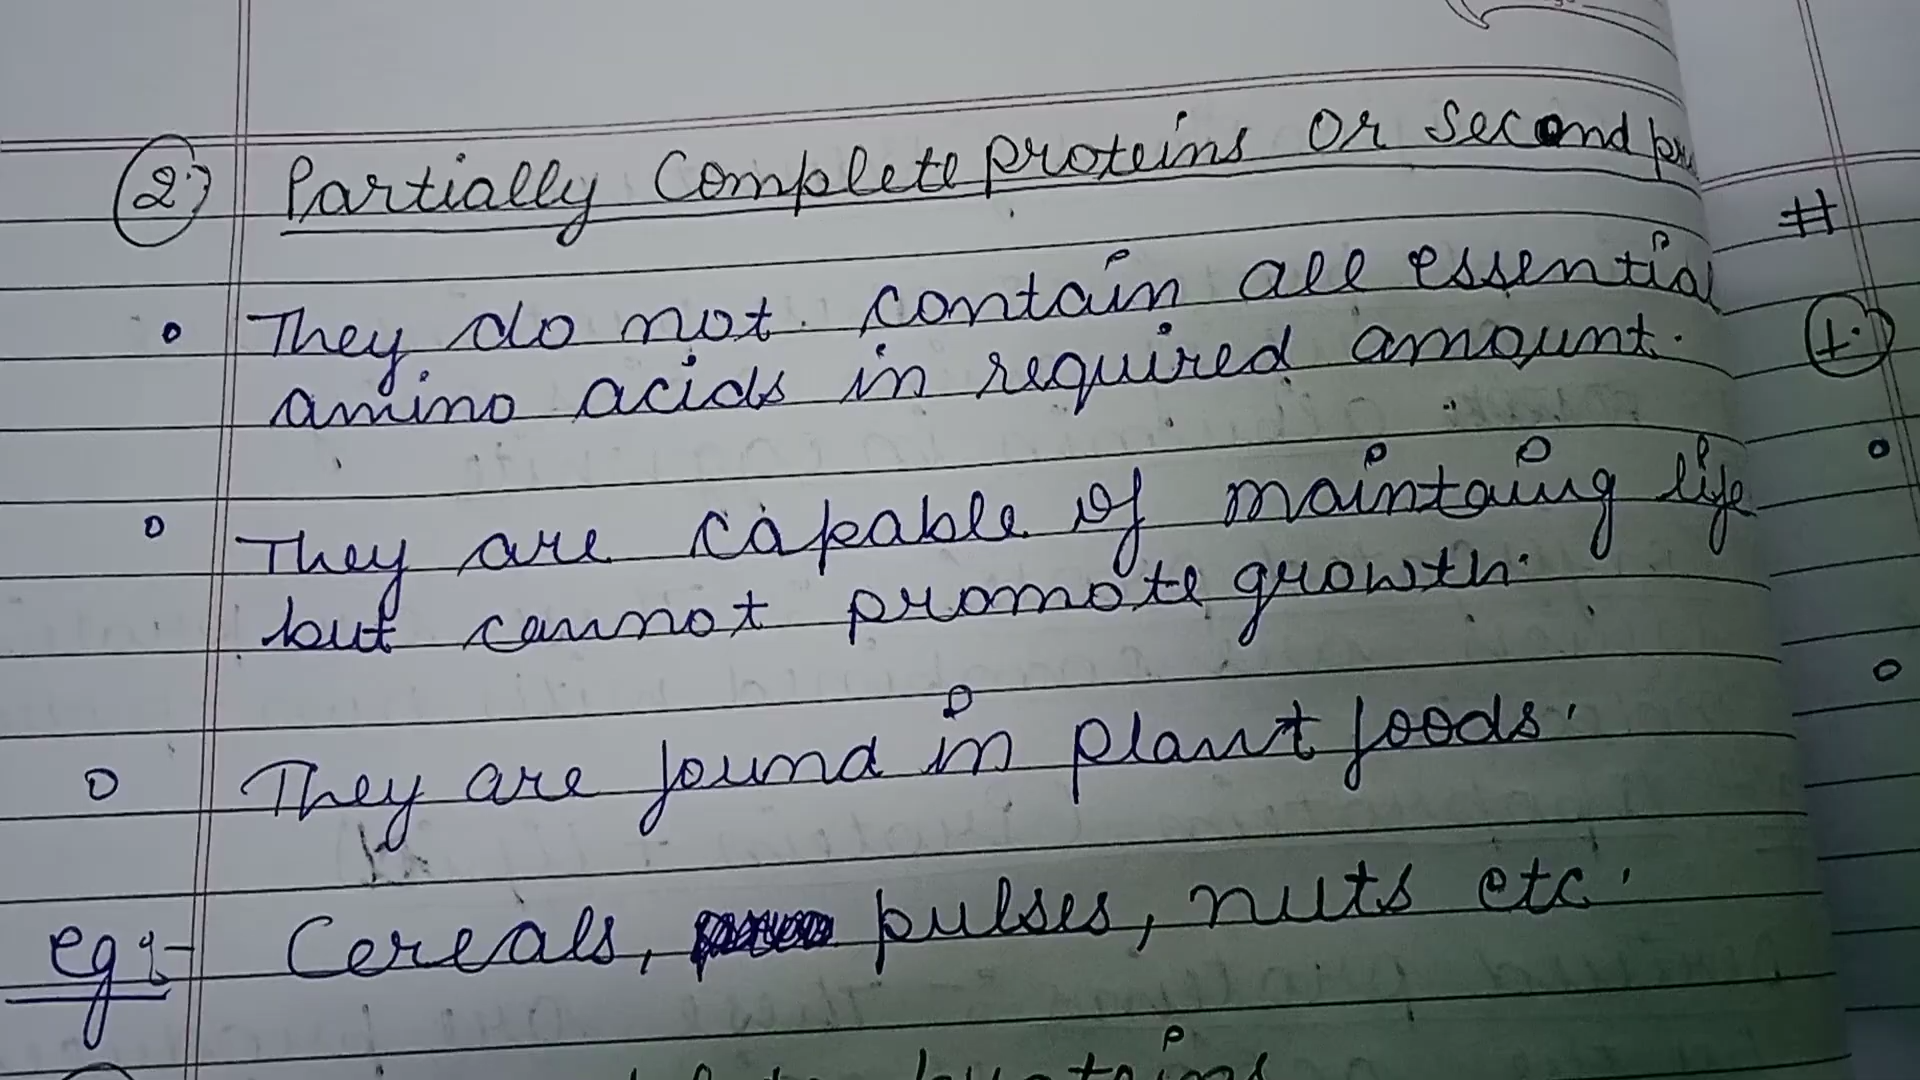 2.) Partially Complete proteins or second
• They do not contain all essential
amino acids in required amount.
• They are capable of maintaing life
but cannot promote growth.
• They are found in plant foods.
eg:- Cereals, pulses, nuts etc.
#
1.